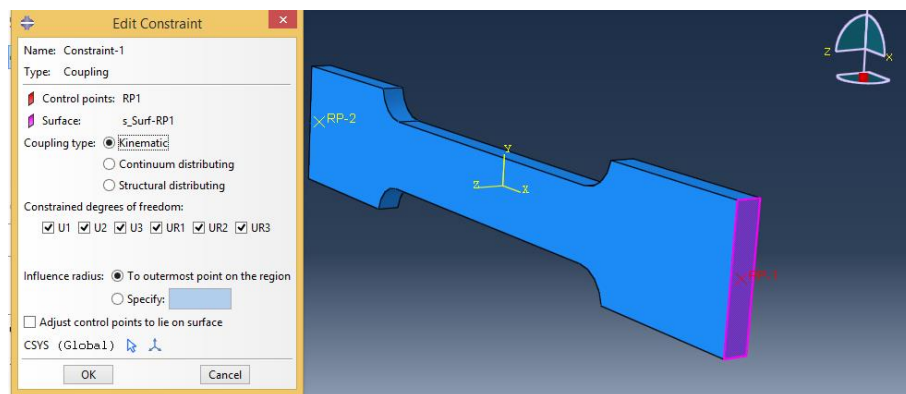 Edit Constraint
Name: Constraint-1
Type: Coupling
Control points: RP1
Surface: s_Surf-RP1
Coupling type: Kinematic
Continuum distributing
Structural distributing
Constrained degrees of freedom:
U1 U2 U3 UR1 UR2 UR3
Influence radius: To outermost point on the region
Specify:
Adjust control points to lie on surface
CSYS (Global)
OK Cancel
RP-2
Y
Z
X
RP-1
Z
X